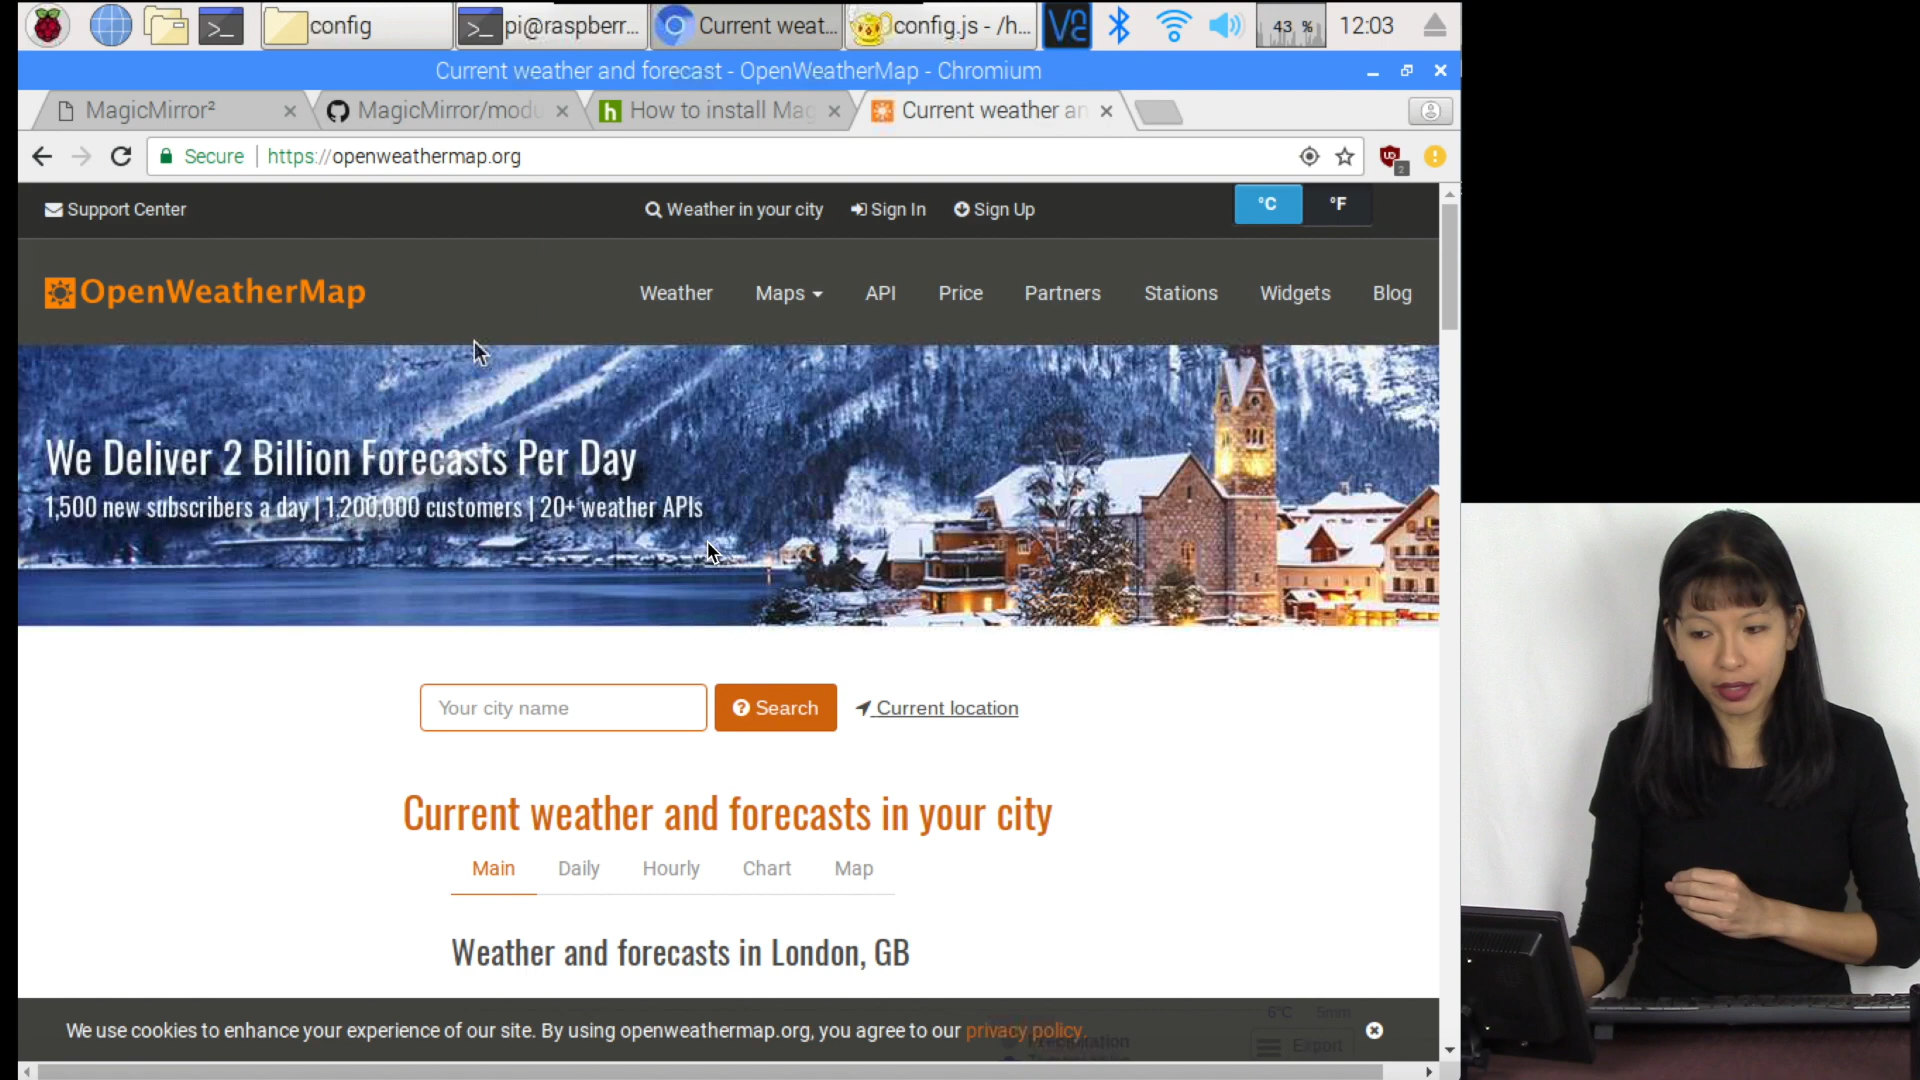 config
pi@raspberr...
Current weat...
config.js - /h...
43 %
12:03
Current weather and forecast - OpenWeatherMap - Chromium
MagicMirror²
MagicMirror/modu
How to install Mag
Current weather an
Secure
https://openweathermap.org
2
Support Center
Weather in your city
Sign In
Sign Up
°C
°F
OpenWeatherMap
Weather
Maps
API
Price
Partners
Stations
Widgets
Blog
We Deliver 2 Billion Forecasts Per Day
1,500 new subscribers a day | 1,200,000 customers | 20+ weather APIs
Your city name
Search
Current location
Current weather and forecasts in your city
Main
Daily
Hourly
Chart
Map
Weather and forecasts in London, GB
6°C
5mm
We use cookies to enhance your experience of our site. By using openweathermap.org, you agree to our privacy policy.
Precipitation
Export